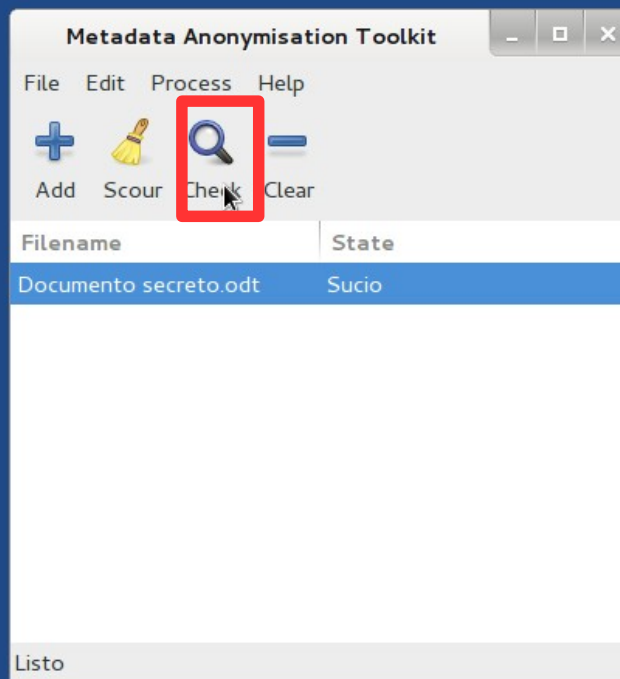 Metadata Anonymisation Toolkit
File Edit Process Help
Add Scour Check Clear
Filename State
Documento secreto.odt Sucio
Listo